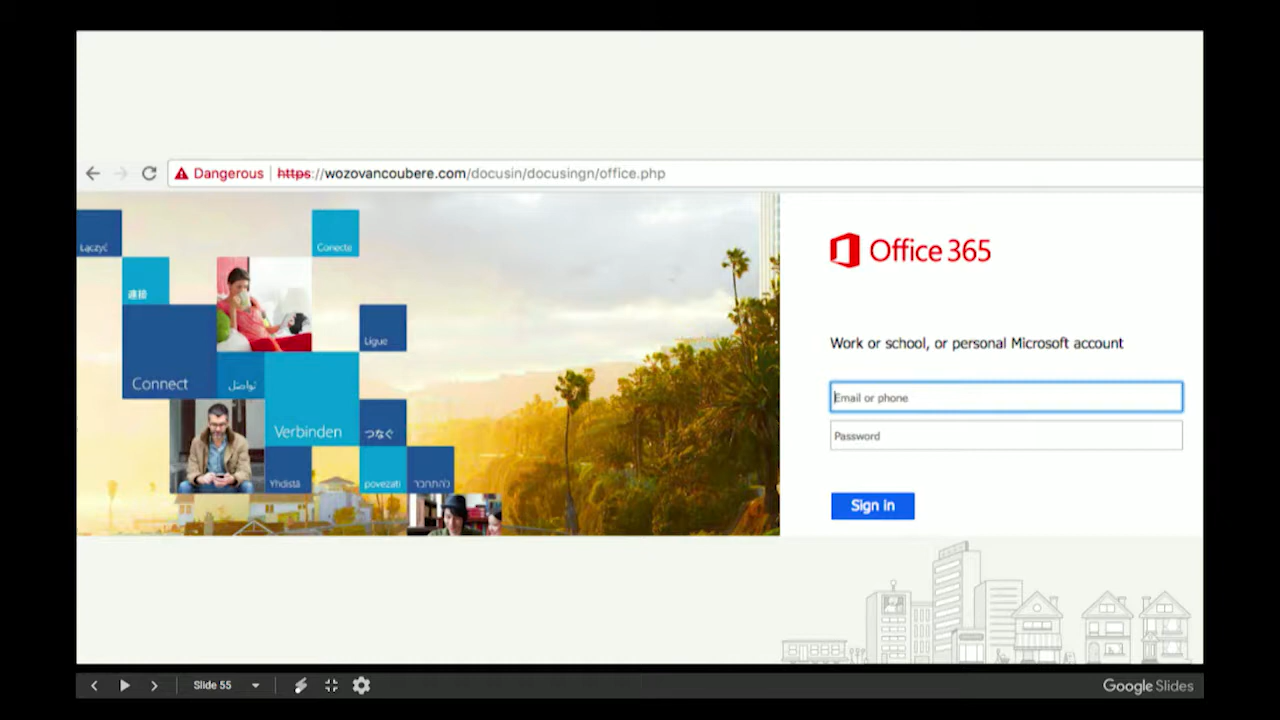 Dangerous https://wozovancoubere.com/docusin/docusingn/office.php
Łączyć
Conecte
連接
Ligue
Connect
تواصل
Verbinden
つなぐ
Yhdistä
povezati
להתחבר
Office 365
Work or school, or personal Microsoft account
Email or phone
Password
Sign in
Slide 55
Google Slides